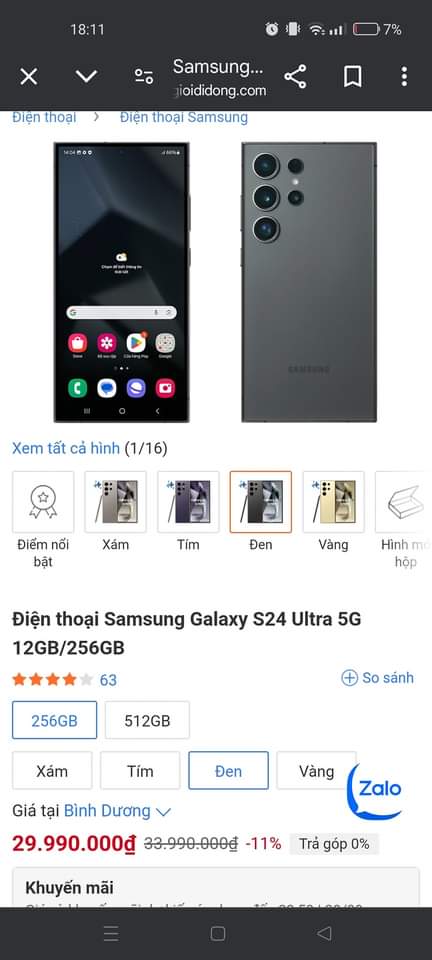 18:11
7%
Samsung...
gioididong.com
Điện thoại > Điện thoại Samsung
SAMSUNG
Xem tất cả hình (1/16)
Điểm nổi bật
Xám
Tím
Đen
Vàng
Hình mở hộp
Điện thoại Samsung Galaxy S24 Ultra 5G
12GB/256GB
63
So sánh
256GB 512GB
Xám Tím Đen Vàng
Zalo
Giá tại Bình Dương
29.990.000₫ 33.990.000₫ -11% Trả góp 0%
Khuyến mãi